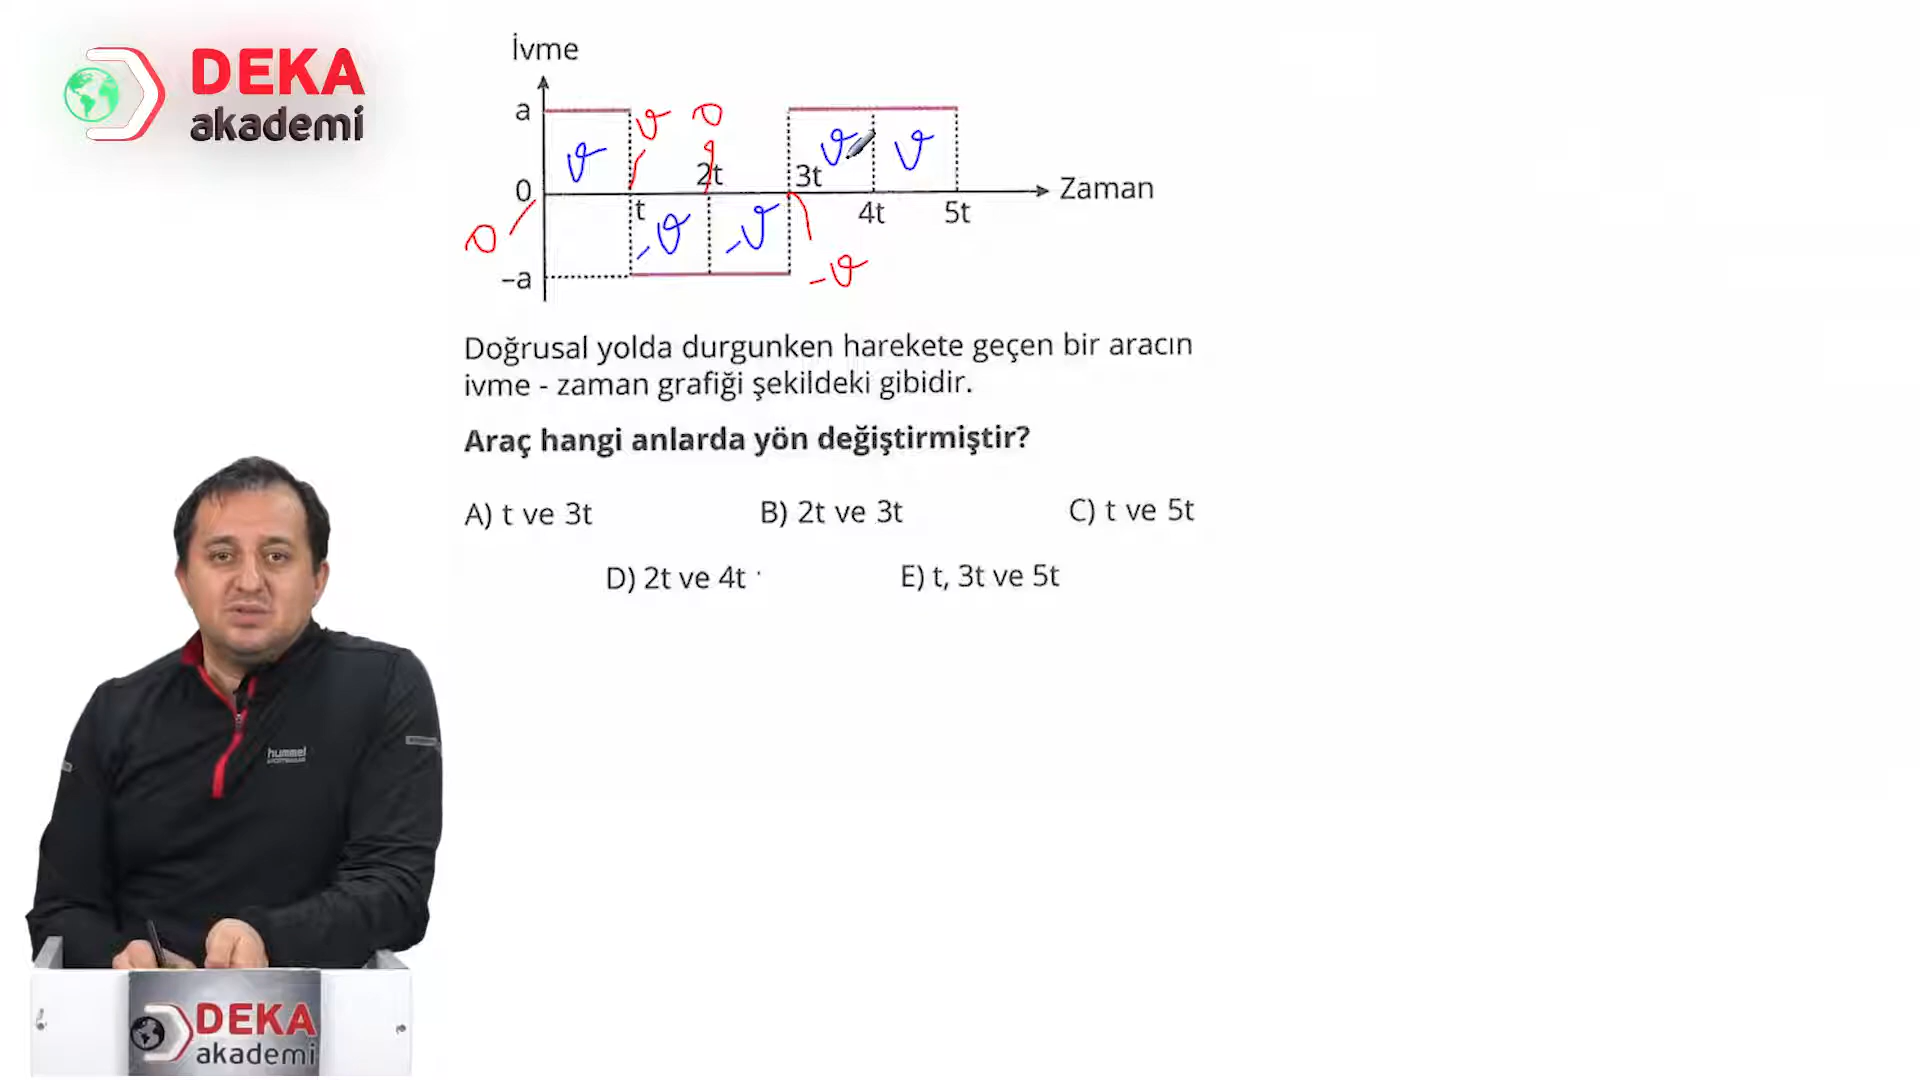 DEKA
akademi
İvme
a
ϑ
ϑ
0
ϑ
ϑ
ϑ
2t
3t
0
Zaman
t
4t
5t
0
-ϑ
-ϑ
-a
-ϑ
Doğrusal yolda durgunken harekete geçen bir aracın
ivme - zaman grafiği şekildeki gibidir.
Araç hangi anlarda yön değiştirmiştir?
A) t ve 3t
B) 2t ve 3t
C) t ve 5t
D) 2t ve 4t
E) t, 3t ve 5t
hummel
DEKA
akademi